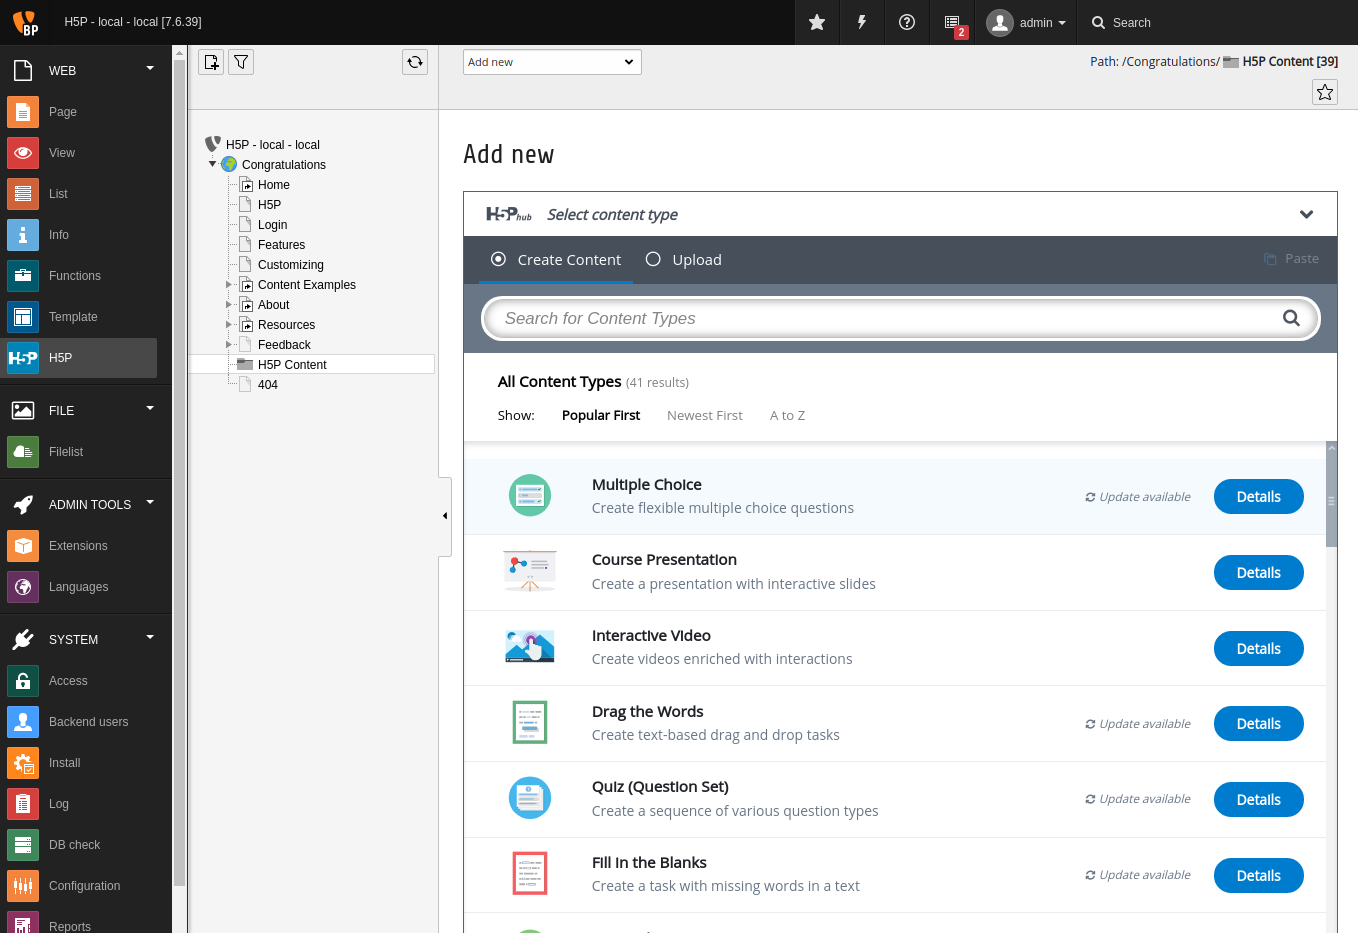 BP
H5P - local - local [7.6.39]
2
admin
Search
WEB
Page
View
List
Info
Functions
Template
H5P
H5P
FILE
Filelist
ADMIN TOOLS
Extensions
Languages
SYSTEM
Access
Backend users
Install
Log
DB check
Configuration
Reports
H5P - local - local
Congratulations
Home
H5P
Login
Features
Customizing
Content Examples
About
Resources
Feedback
H5P Content
404
Add new
Path: /Congratulations/ H5P Content [39]
Add new
H5P hub Select content type
Create Content
Upload
Paste
Search for Content Types
All Content Types (41 results)
Show: Popular First Newest First A to Z
Multiple Choice
Create flexible multiple choice questions
Update available
Details
Course Presentation
Create a presentation with interactive slides
Details
Interactive Video
Create videos enriched with interactions
Details
Drag the Words
Create text-based drag and drop tasks
Update available
Details
Quiz (Question Set)
Create a sequence of various question types
Update available
Details
Fill in the Blanks
Create a task with missing words in a text
Update available
Details